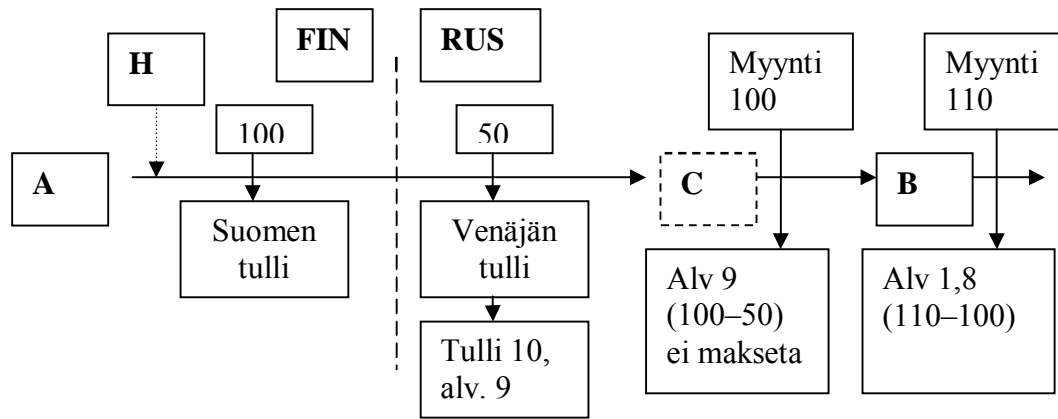 H
FIN
RUS
Myynti
100
Myynti
110
100
50
A
C
B
Suomen
tulli
Venäjän
tulli
Alv 9
(100–50)
ei makseta
Alv 1,8
(110–100)
Tulli 10,
alv. 9